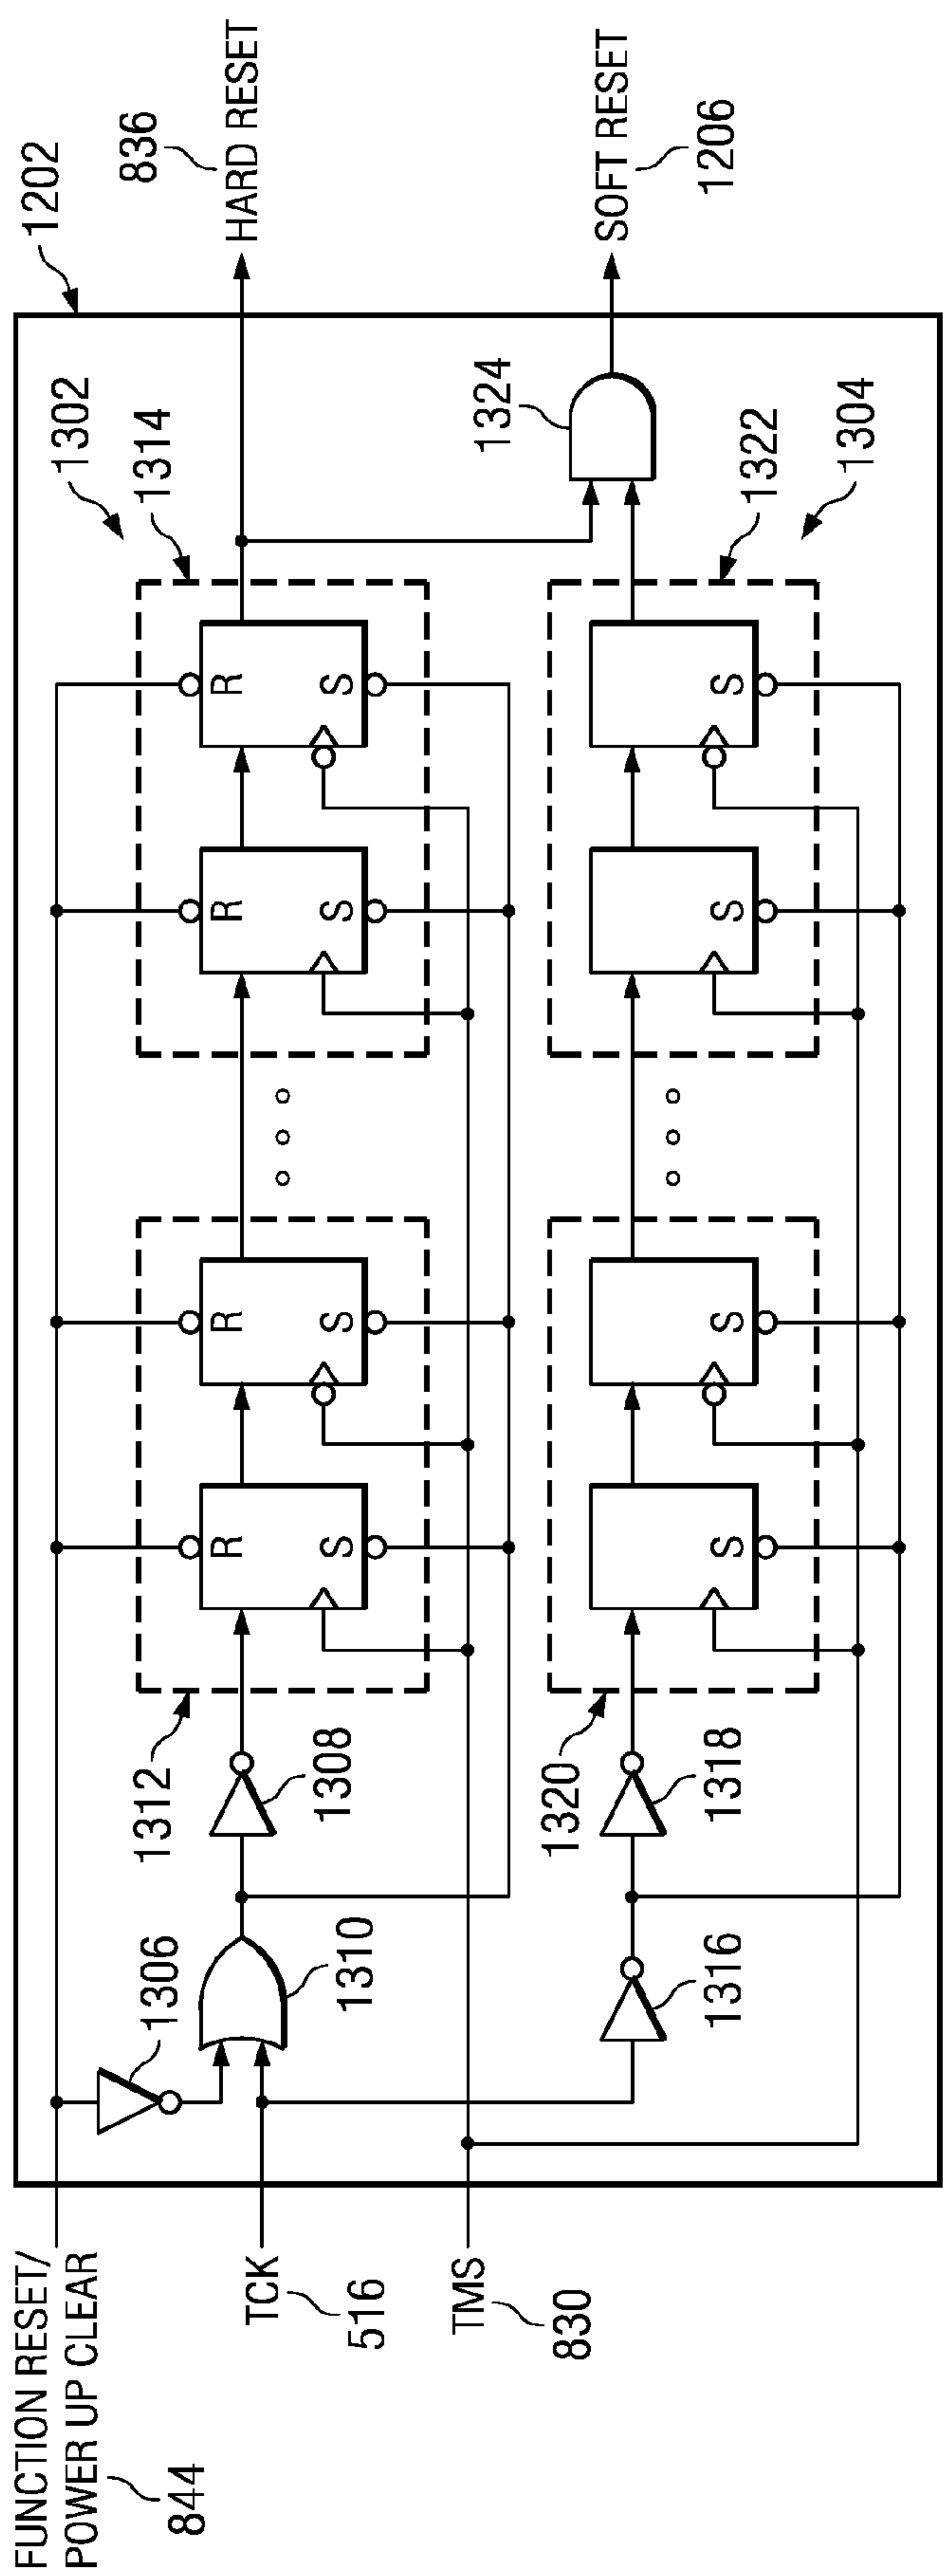 FUNCTION RESET/
POWER UP CLEAR
844
TCK
516
TMS
830
1202
1302
1304
1306
1310
1308
1312
R
S
R
S
R
S
R
S
1314
HARD RESET
836
1316
1318
1320
S
S
S
S
1322
1324
SOFT RESET
1206